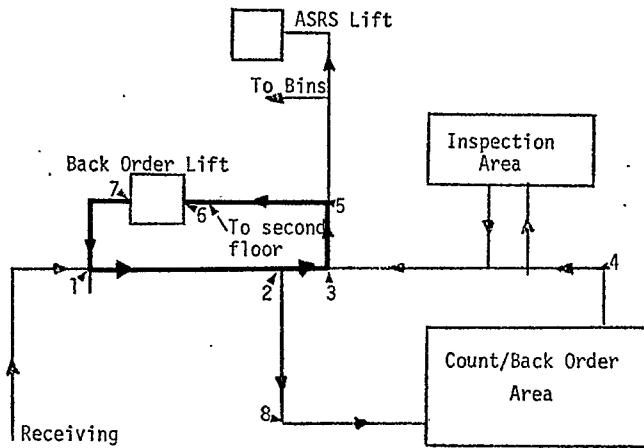 ASRS Lift
To Bins
Inspection
Area
Back Order Lift
7
6
5
To second
floor
1
2
3
4
Count/Back Order
Area
8
Receiving